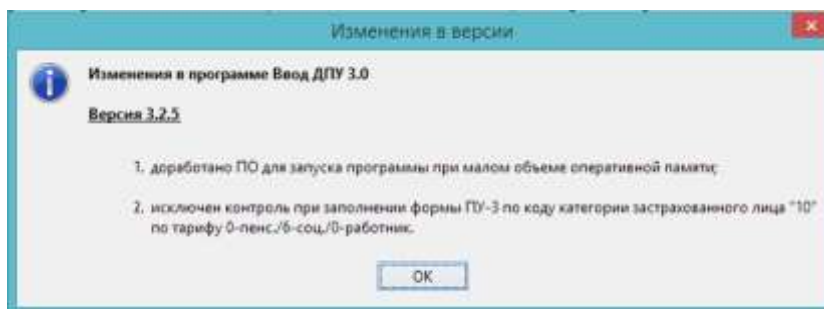 Изменения в версии
Изменения в программе Ввод ДПУ 3.0
Версия 3.2.5
1. доработано ПО для запуска программы при малом объеме оперативной памяти;
2. исключен контроль при заполнении формы ПУ-3 по коду категории застрахованного лица "10"
по тарифу 0-пенс./6-соц./0-работник.
ОК